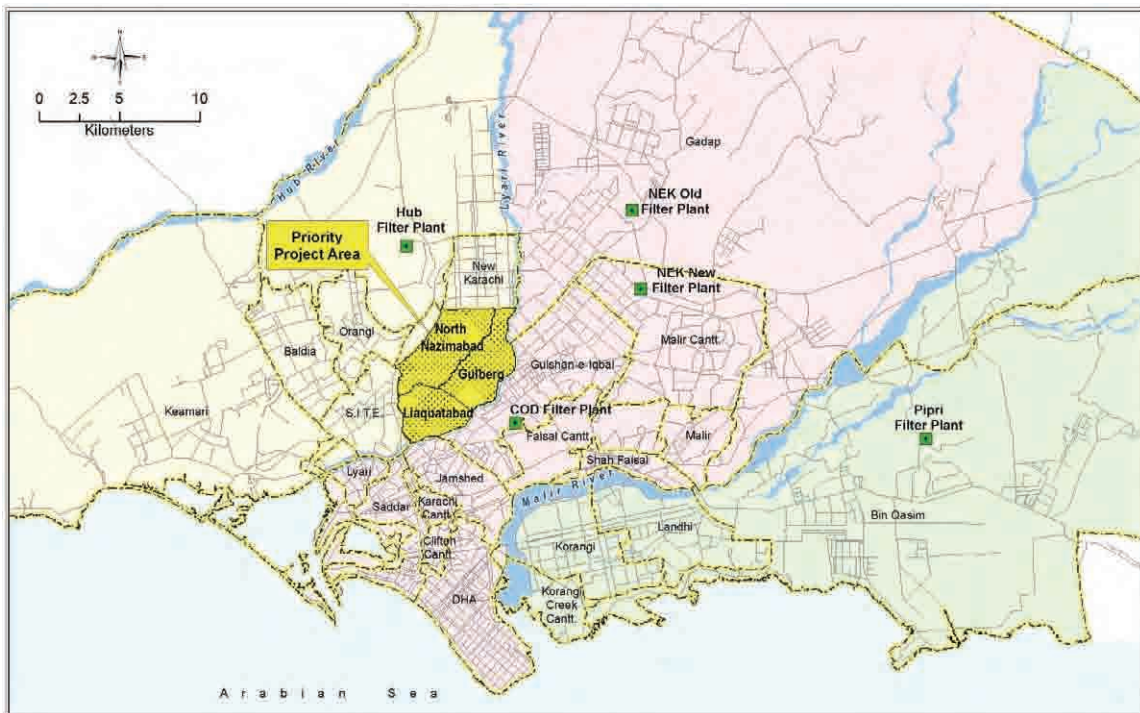 N
W
E
S
0 2.5 5 10
Kilometers
Hub River
Lyari River
Gadap
NEK Old
Filter Plant
Hub
Filter Plant
Priority
Project Area
New
Karachi
NEK New
Filter Plant
North
Nazimabad
Orangi
Baldia
Malir Cantt.
Gulshan-e-Iqbal
Gulberg
Keamari
S.I.T.E.
Liaquatabad
COD Filter Plant
Faisal Cantt.
Malir
Pipri
Filter Plant
Shah Faisal
Lyari
Jamshed
Malir River
Saddar
Karachi
Cantt.
Landhi
Bin Qasim
Clifton
Cantt.
Korangi
DHA
Korangi
Creek
Cantt.
Arabian Sea